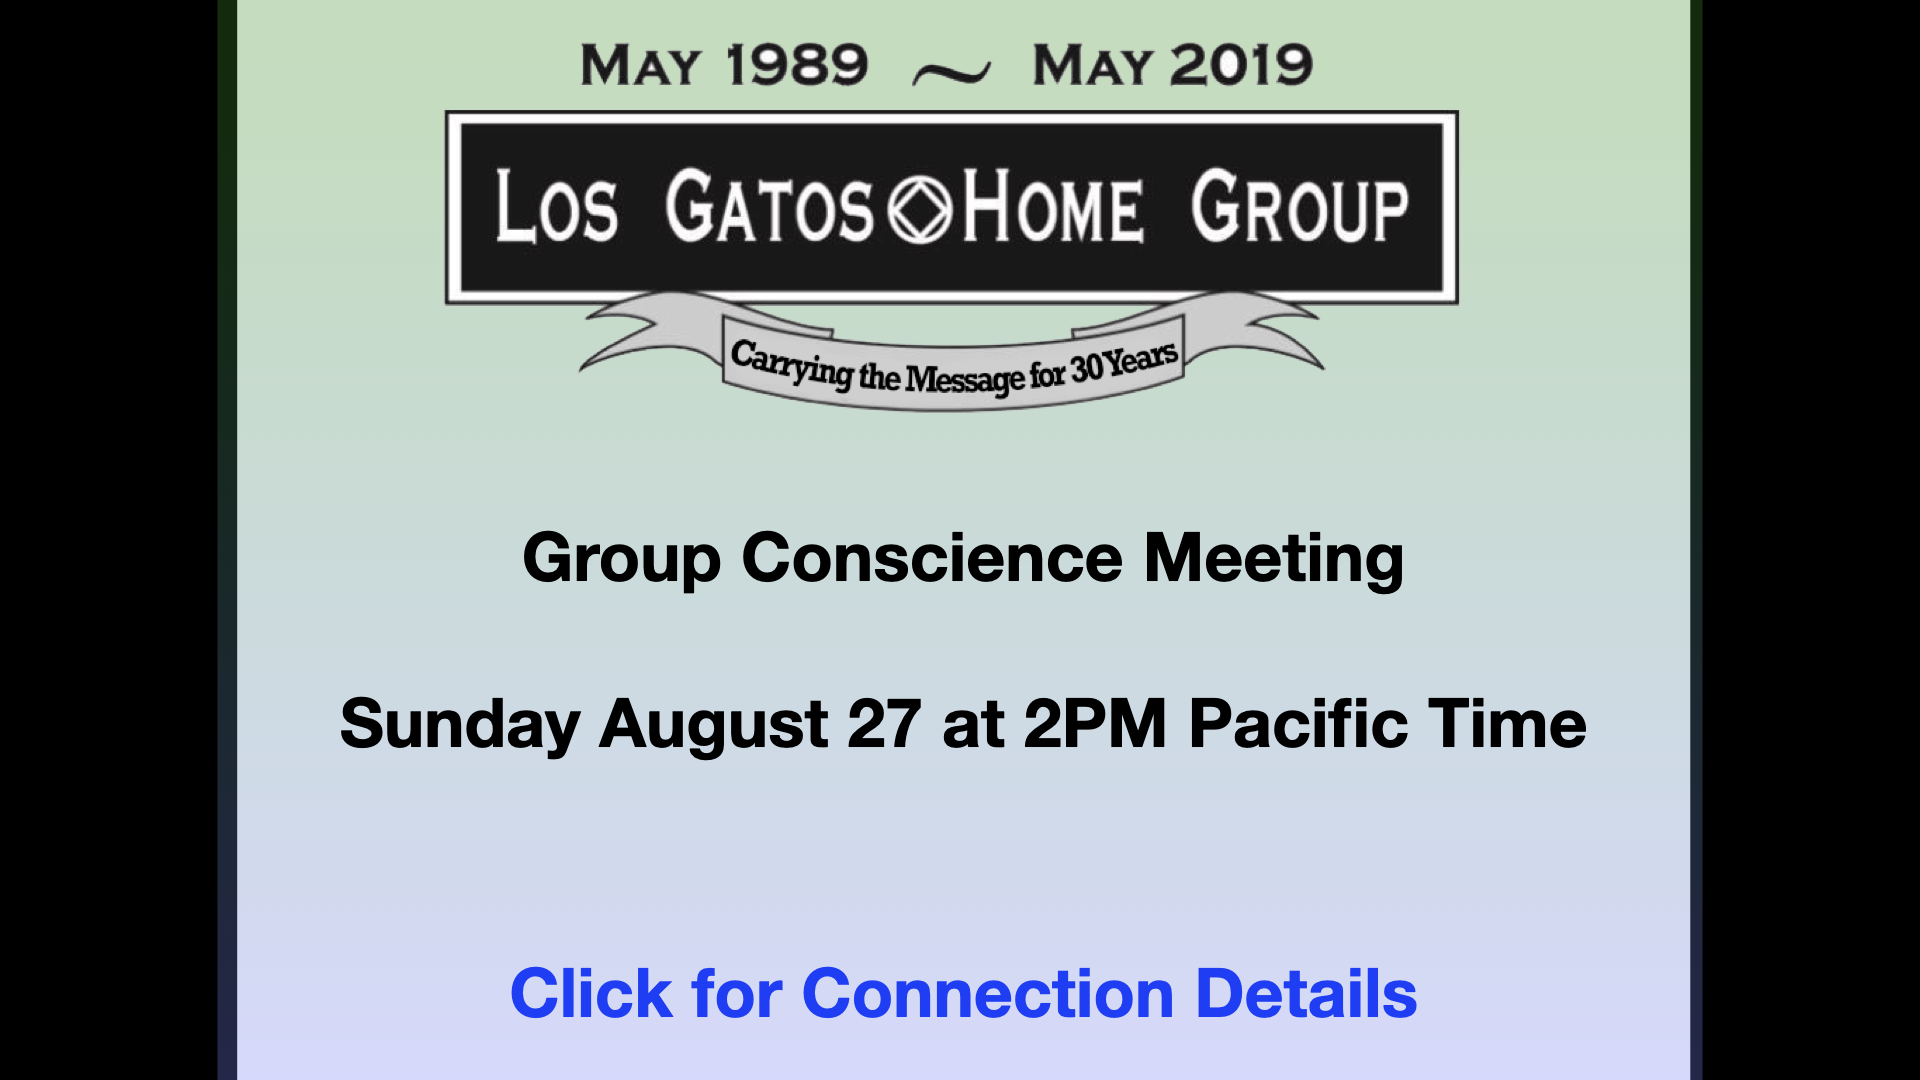 May 1989 ~ May 2019
Los Gatos Home Group
Carrying the Message for 30 Years
Group Conscience Meeting
Sunday August 27 at 2PM Pacific Time
Click for Connection Details